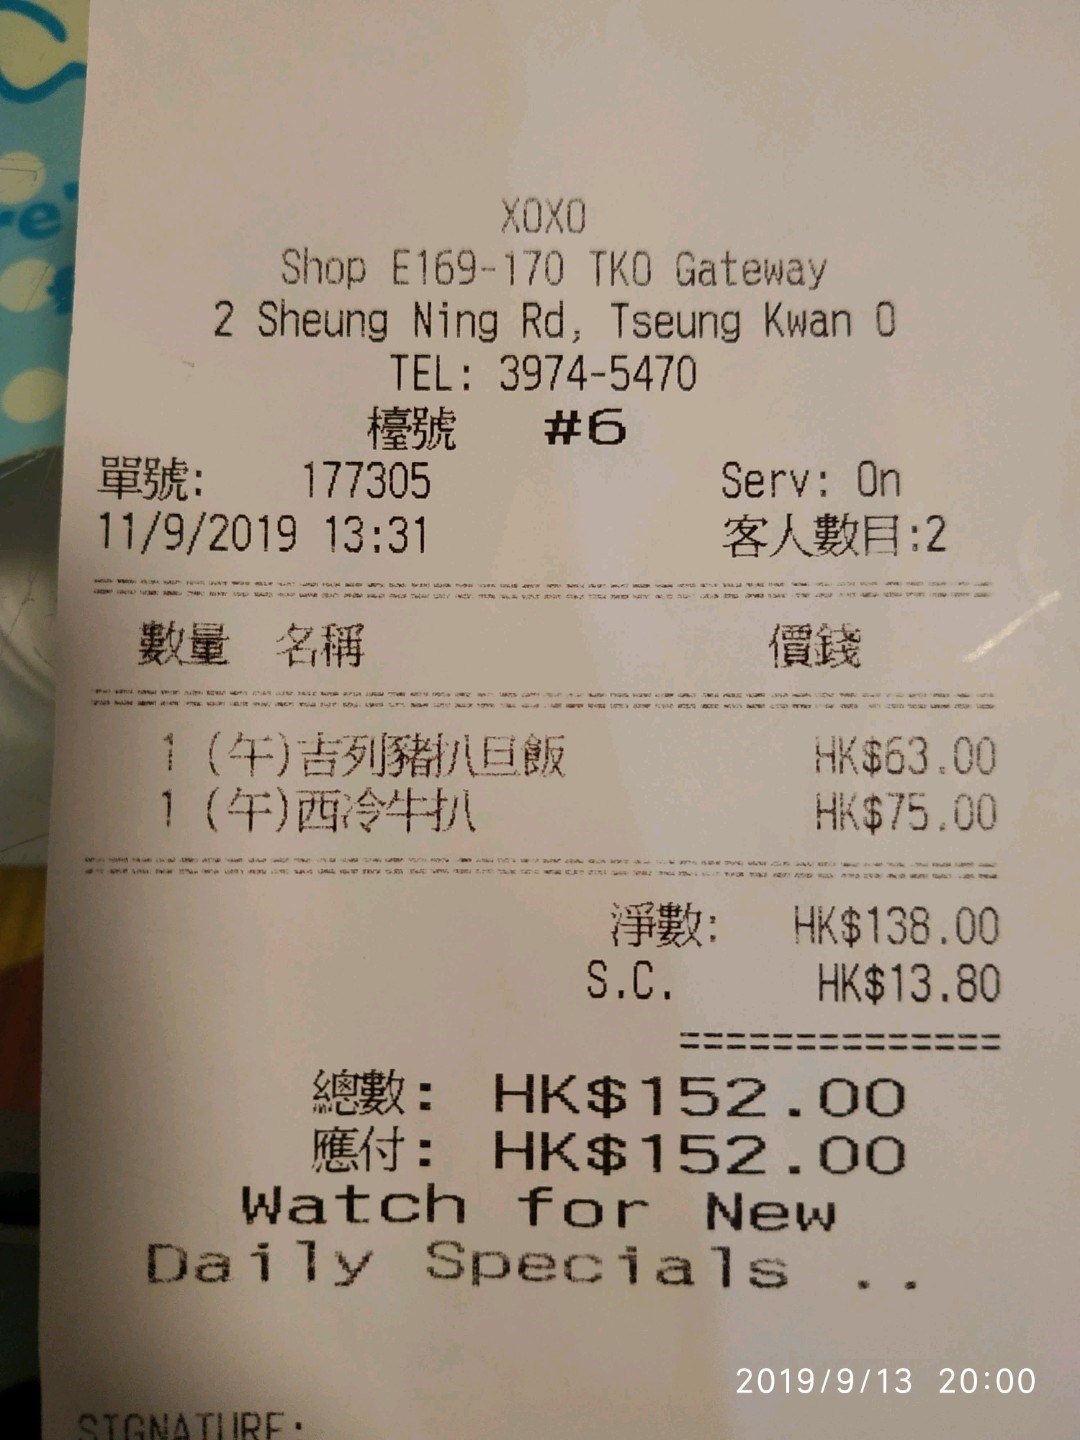 XOXO
Shop E169-170 TKO Gateway
2 Sheung Ning Rd, Tseung Kwan O
TEL: 3974-5470
檯號 #6
單號: 177305 Serv: On
11/9/2019 13:31 客人數目:2
數量 名稱 價錢
1 (午)吉列豬扒旦飯 HK$63.00
1 (午)西冷牛扒 HK$75.00
淨數: HK$138.00
S.C. HK$13.80
==============
總數: HK$152.00
應付: HK$152.00
Watch for New
Daily Specials ..
2019/9/13 20:00
SIGNATURE: